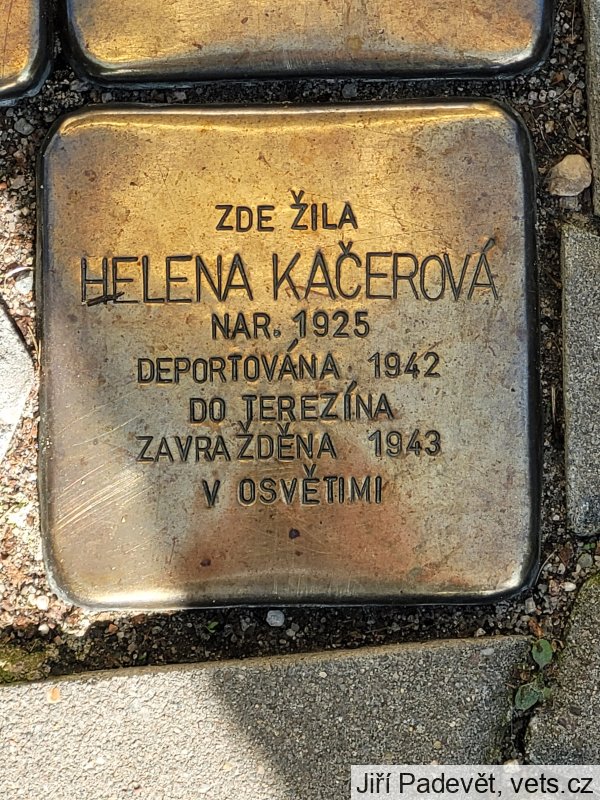 ZDE ŽILA
HELENA KAČEROVÁ
NAR. 1925
DEPORTOVÁNA 1942
DO TEREZÍNA
ZAVRAŽDĚNA 1943
V OSVĚTIMI
Jiří Padevět, vets.cz